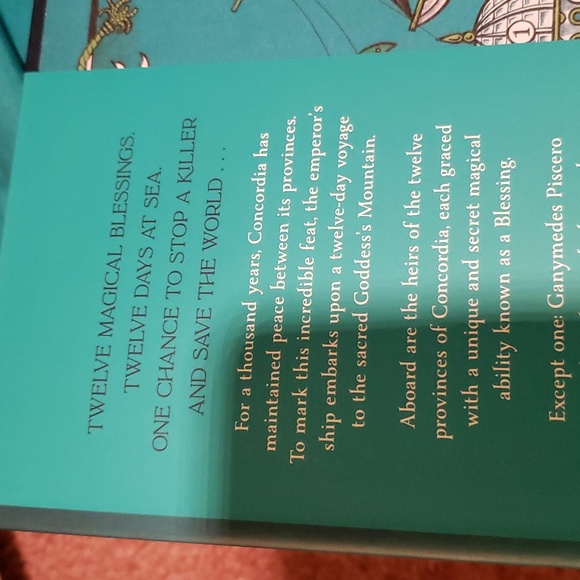 TWELVE MAGICAL BLESSINGS.
TWELVE DAYS AT SEA.
ONE CHANCE TO STOP A KILLER
AND SAVE THE WORLD . . .
For a thousand years, Concordia has
maintained peace between its provinces.
To mark this incredible feat, the emperor's
ship embarks upon a twelve-day voyage
to the sacred Goddess's Mountain.
Aboard are the heirs of the twelve
provinces of Concordia, each graced
with a unique and secret magical
ability known as a Blessing.
Except one: Ganymedes Piscero
1